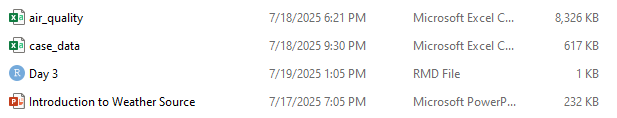 air_quality 7/18/2025 6:21 PM Microsoft Excel C... 8,326 KB
case_data 7/18/2025 9:30 PM Microsoft Excel C... 617 KB
Day 3 7/19/2025 1:05 PM RMD File 1 KB
Introduction to Weather Source 7/17/2025 7:05 PM Microsoft PowerP... 232 KB